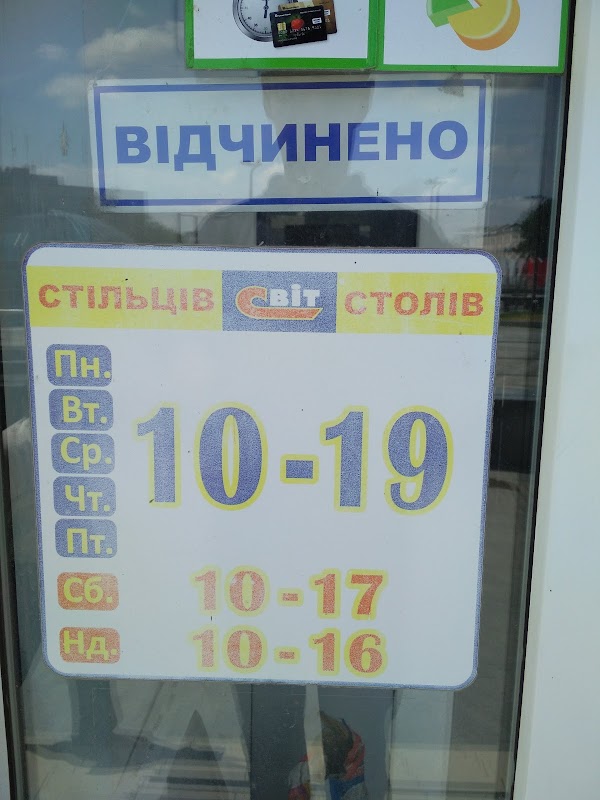 ВІДЧИНЕНО
СТІЛЬЦІВ Світ СТОЛІВ
Пн.
Вт.
Ср. 10-19
Чт.
Пт.
Сб. 10-17
Нд. 10-16